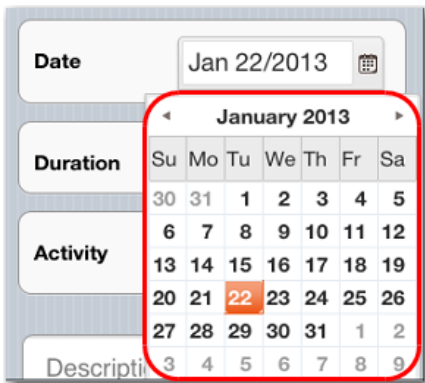 Date
Jan 22/2013
January 2013
Su Mo Tu We Th Fr Sa
30 31 1 2 3 4 5
Duration
6 7 8 9 10 11 12
Activity
13 14 15 16 17 18 19
20 21 22 23 24 25 26
27 28 29 30 31 1 2
Descripti
3 4 5 6 7 8 9